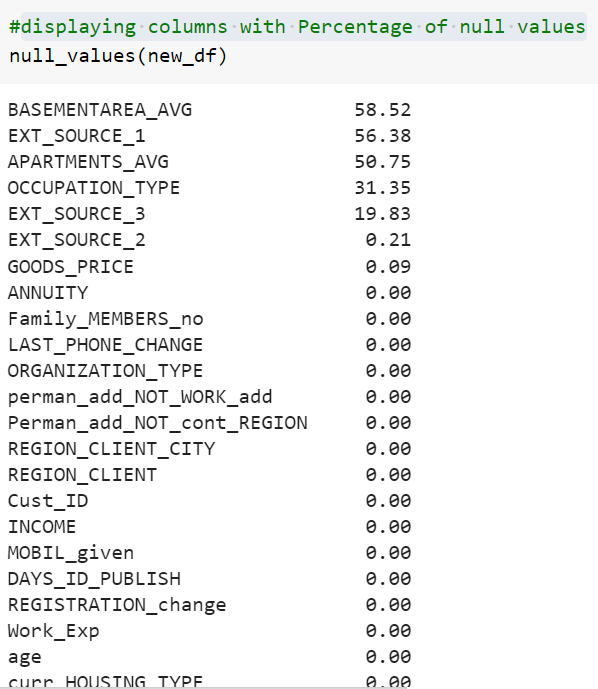 #displaying columns with Percentage of null values
null_values(new_df)
BASEMENTAREA_AVG 58.52
EXT_SOURCE_1 56.38
APARTMENTS_AVG 50.75
OCCUPATION_TYPE 31.35
EXT_SOURCE_3 19.83
EXT_SOURCE_2 0.21
GOODS_PRICE 0.09
ANNUITY 0.00
Family_MEMBERS_no 0.00
LAST_PHONE_CHANGE 0.00
ORGANIZATION_TYPE 0.00
perman_add_NOT_WORK_add 0.00
Perman_add_NOT_cont_REGION 0.00
REGION_CLIENT_CITY 0.00
REGION_CLIENT 0.00
Cust_ID 0.00
INCOME 0.00
MOBIL_given 0.00
DAYS_ID_PUBLISH 0.00
REGISTRATION_change 0.00
Work_Exp 0.00
age 0.00
curr_HOUSING_TYPE 0.00